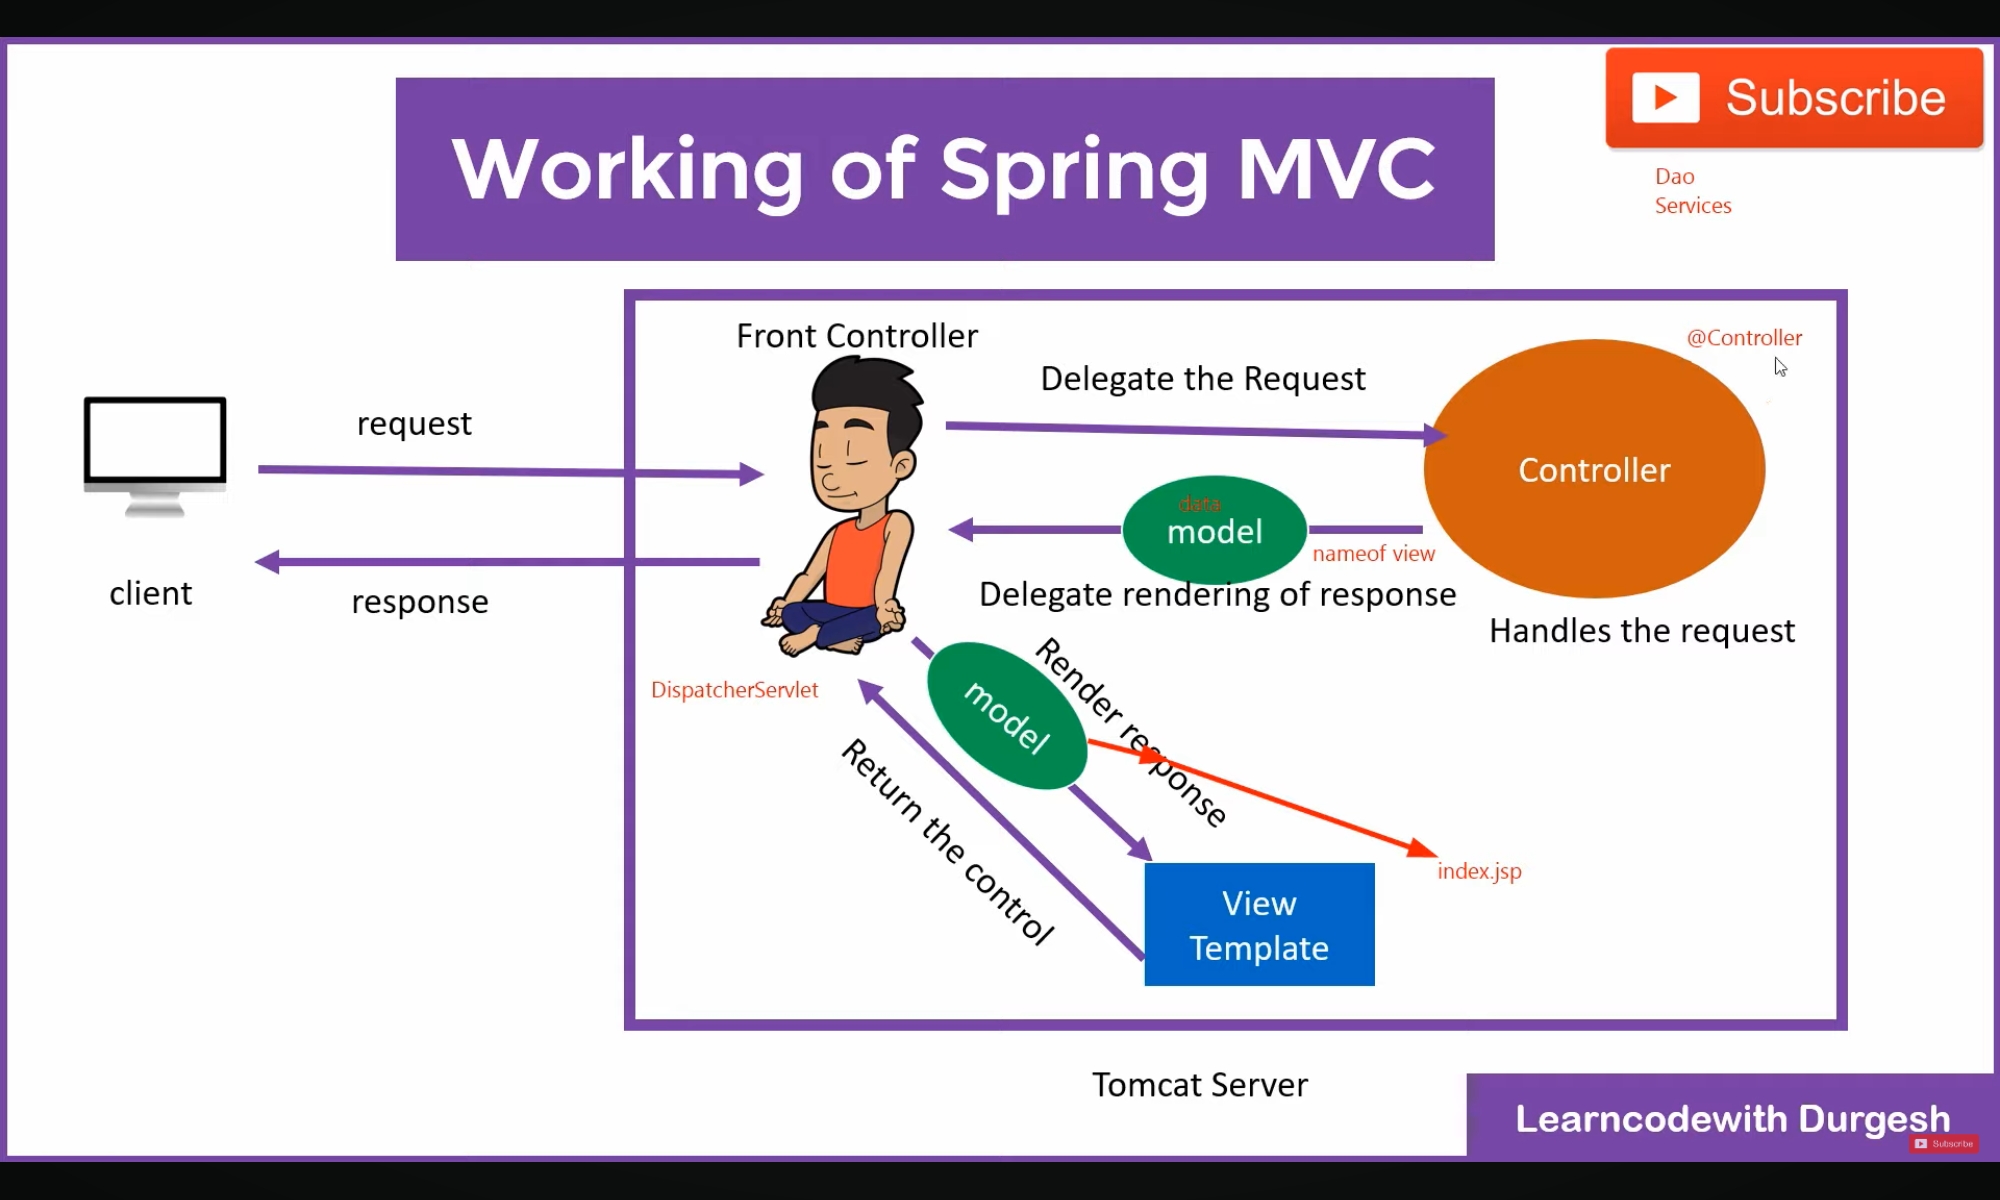 Subscribe
Working of Spring MVC
Dao
Services
Front Controller
@Controller
Delegate the Request
request
Controller
data
model
nameof view
client
response
Delegate rendering of response
Handles the request
DispatcherServlet
model
Render response
Return the control
index.jsp
View
Template
Tomcat Server
Learncodewith Durgesh
Subscribe